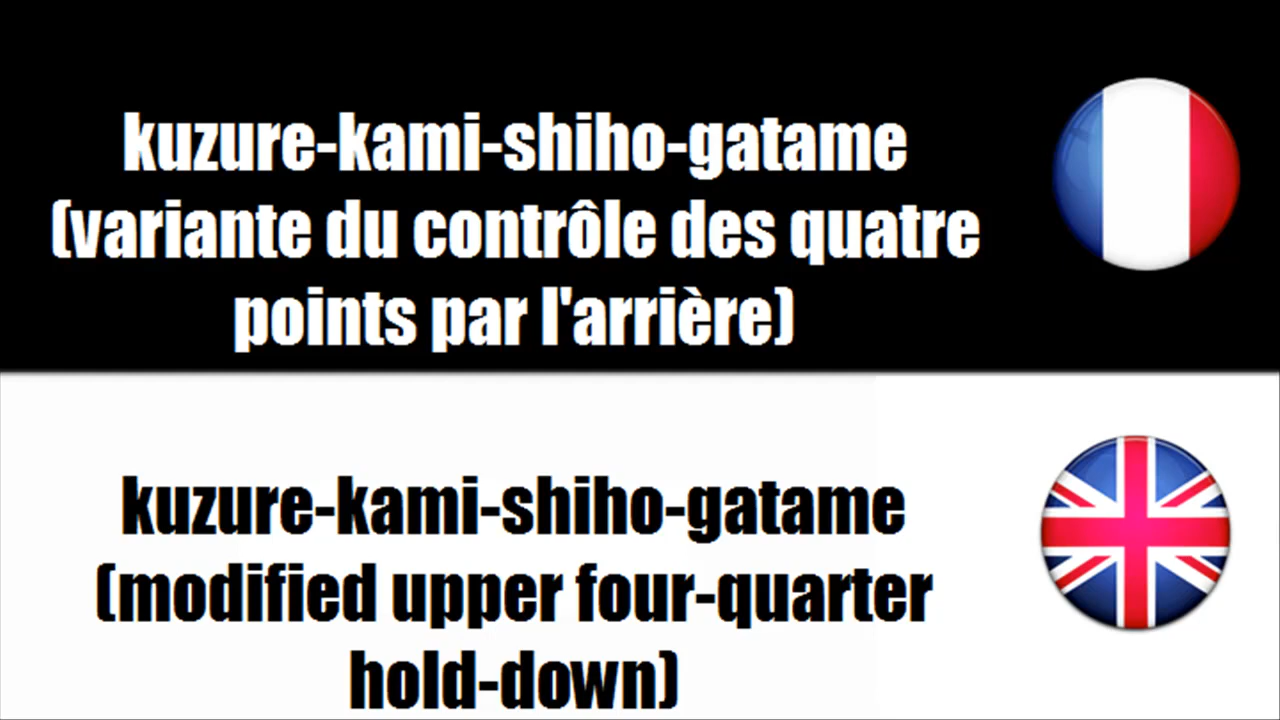 kuzure-kami-shiho-gatame
(variante du contrôle des quatre
points par l'arrière)
kuzure-kami-shiho-gatame
(modified upper four-quarter
hold-down)